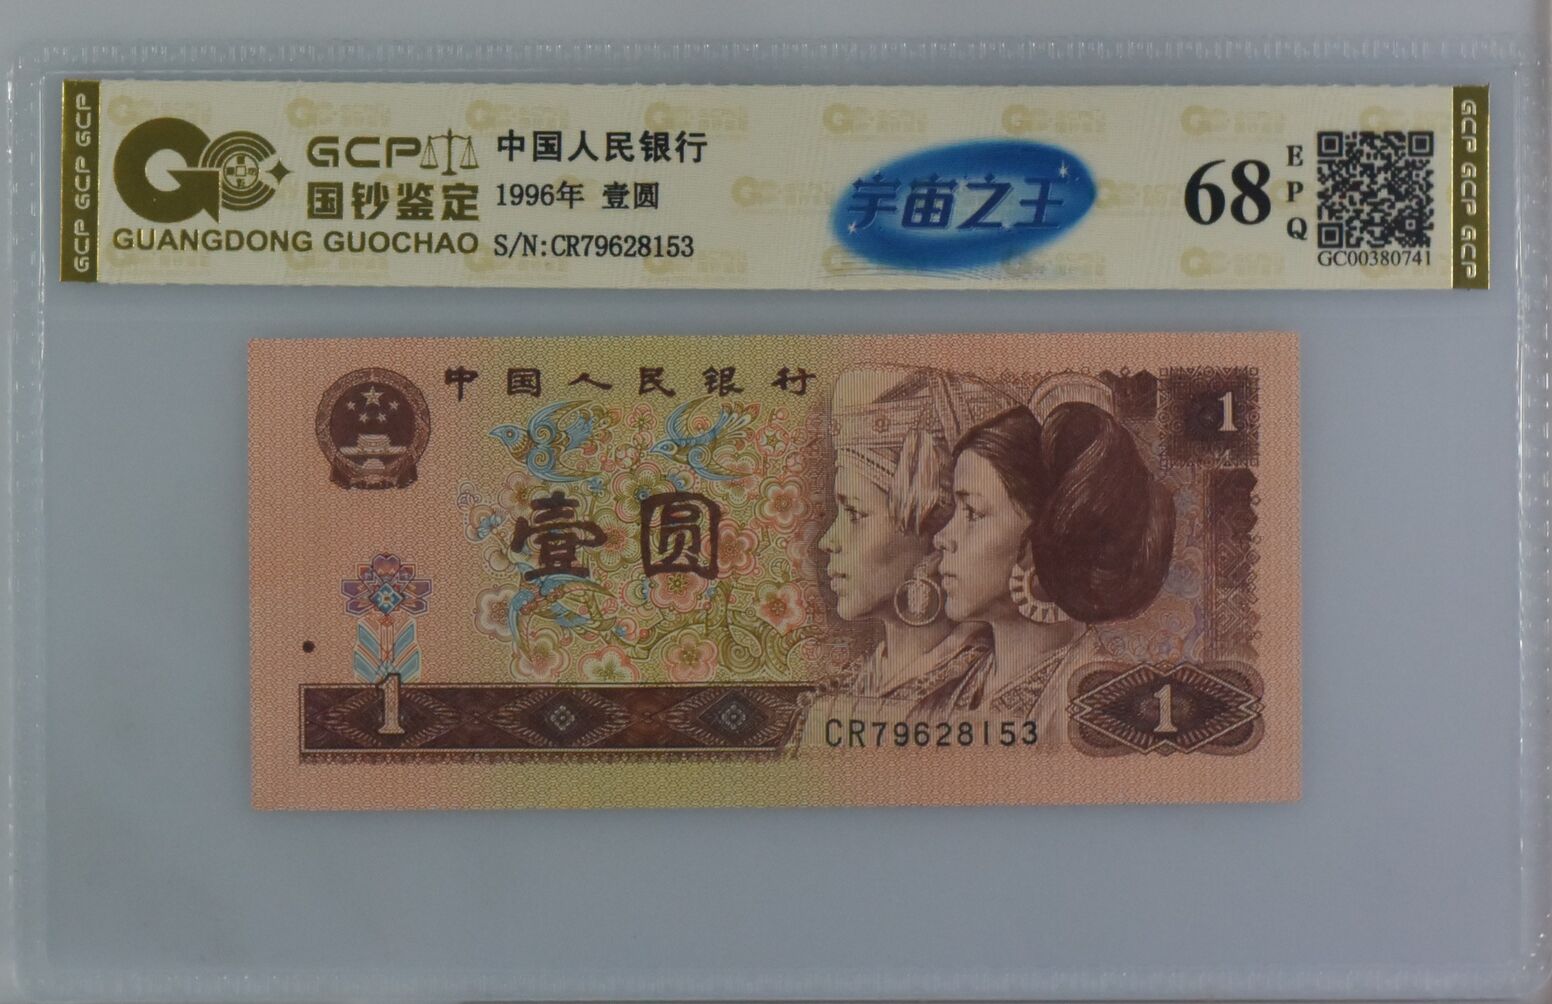 GCP GCP GCP
GCP
国钞鉴定
GUANGDONG GUOCHAO
中国人民银行
1996年 壹圆
S/N:CR79628153
宇宙之王
68
EPQ
GC00380741
GCP GCP GCP
中国人民银行
1
壹圆
1
CR79628153
1